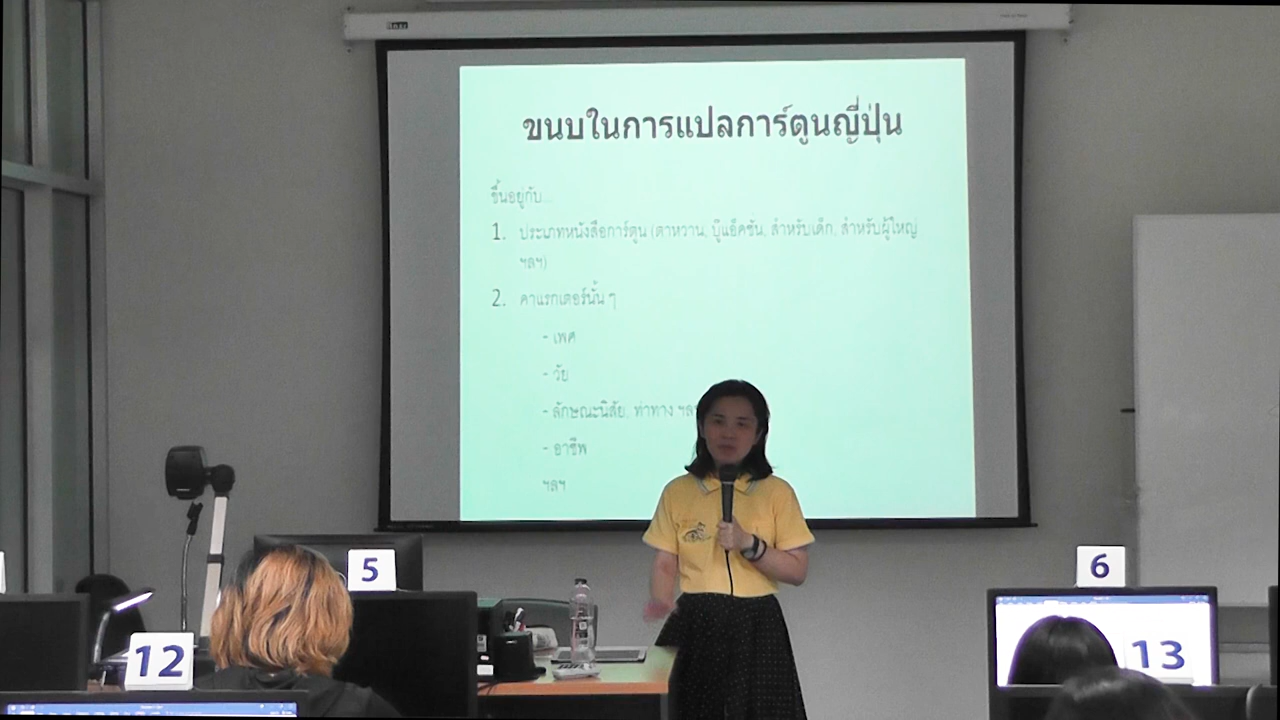 ขนบในการแปลการ์ตูนญี่ปุ่น
ขึ้นอยู่กับ...
1. ประเภทหนังสือการ์ตูน (ตาหวาน, บู๊แอ็คชัน, สำหรับเด็ก, สำหรับผู้ใหญ่
ฯลฯ)
2. คาแรกเตอร์นั้น ๆ
- เพศ
- วัย
- ลักษณะนิสัย, ท่าทาง ฯล
- อาชีพ
ฯลฯ
5
6
12
13